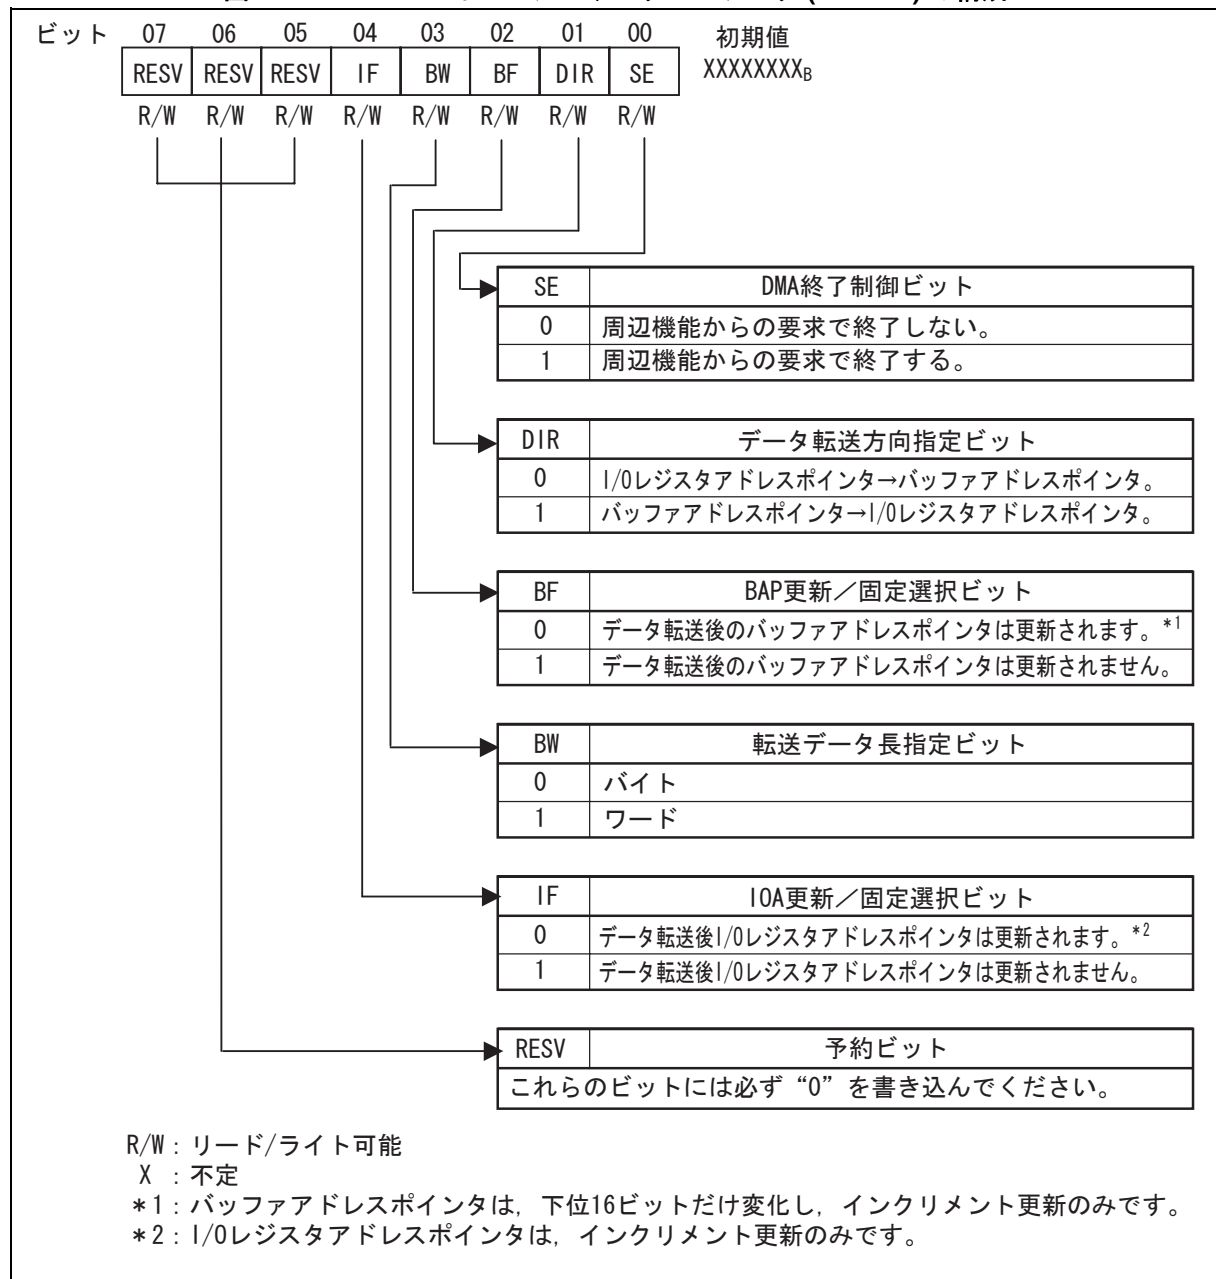 ビット 07 06 05 04 03 02 01 00 初期値
RESV RESV RESV IF BW BF DIR SE XXXXXXXXB
R/W R/W R/W R/W R/W R/W R/W R/W
SE DMA終了制御ビット
0 周辺機能からの要求で終了しない。
1 周辺機能からの要求で終了する。
DIR データ転送方向指定ビット
0 I/Oレジスタアドレスポインタ→バッファアドレスポインタ。
1 バッファアドレスポインタ→I/Oレジスタアドレスポインタ。
BF BAP更新／固定選択ビット
0 データ転送後のバッファアドレスポインタは更新されます。*1
1 データ転送後のバッファアドレスポインタは更新されません。
BW 転送データ長指定ビット
0 バイト
1 ワード
IF IOA更新／固定選択ビット
0 データ転送後I/Oレジスタアドレスポインタは更新されます。*2
1 データ転送後I/Oレジスタアドレスポインタは更新されません。
RESV 予約ビット
これらのビットには必ず“0”を書き込んでください。
R/W：リード/ライト可能
X ：不定
*1：バッファアドレスポインタは，下位16ビットだけ変化し，インクリメント更新のみです。
*2：I/Oレジスタアドレスポインタは，インクリメント更新のみです。